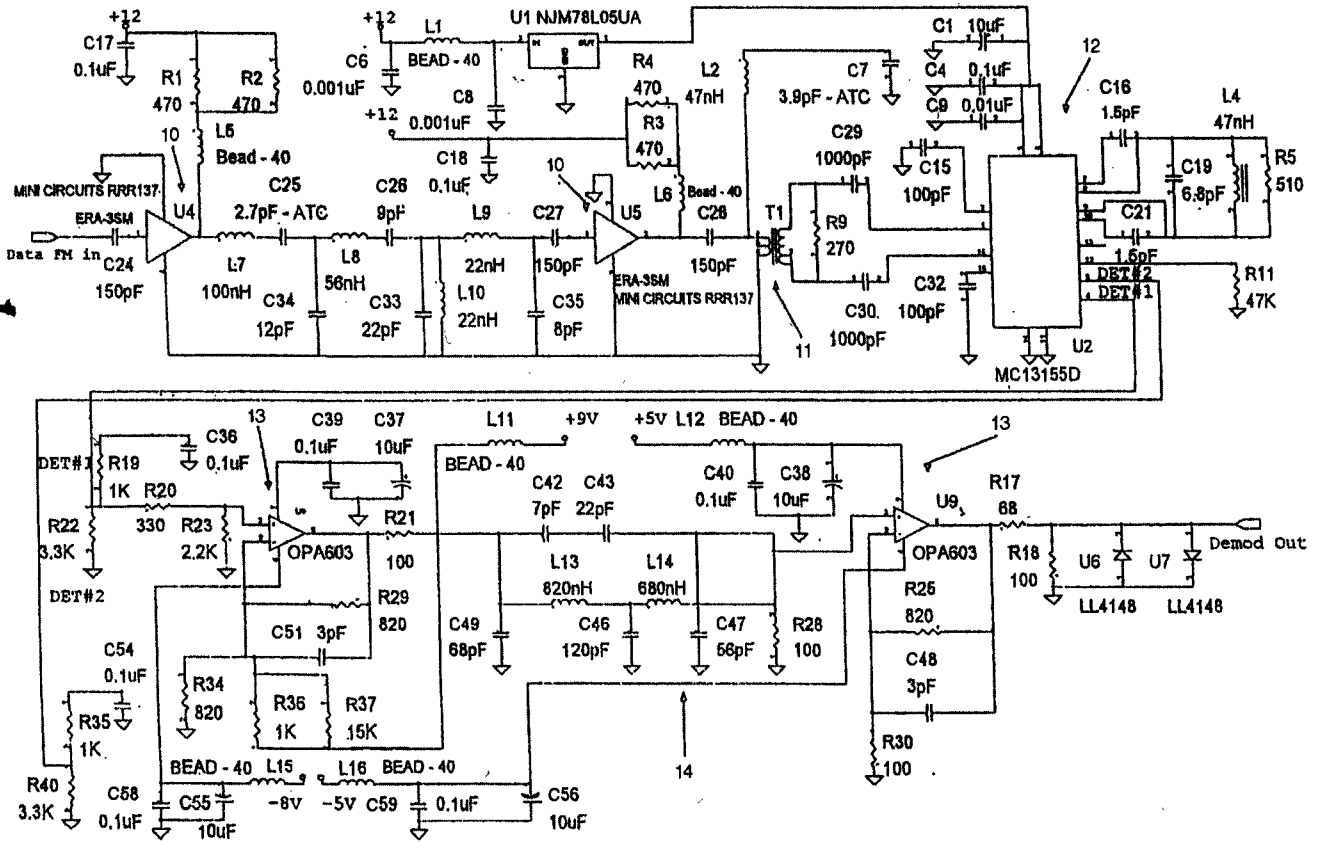 +12
C17
0.1uF
R1
470
R2
470
L5
Bead - 40
10
MINI CIRCUITS RRR137
ERA-3SM
U4
Data FM in
C24
150pF
L7
100nH
C25
2.7pF - ATC
C34
12pF
L8
56nH
C26
9pF
C33
22pF
L10
22nH
L9
22nH
C27
150pF
C35
8pF
+12
L1
BEAD - 40
C6
0.001uF
C8
0.001uF
U1 NJM78L05UA
IN
OUT
GND
+12
C18
0.1uF
R4
470
R3
470
L6
Bead - 40
10
U5
ERA-3SM
MINI CIRCUITS RRR137
C28
150pF
L2
47nH
C7
3.9pF - ATC
T1
11
R9
270
C29
1000pF
C30
1000pF
C15
100pF
C32
100pF
C1
10uF
C4
0.1uF
C9
0.01uF
12
U2
MC13155D
C16
1.5pF
C21
1.5pF
C19
6.8pF
L4
47nH
R5
510
R11
47K
DET#2
DET#1
DET#1
R19
1K
C36
0.1uF
R22
3.3K
R20
330
R23
2.2K
DET#2
13
C39
0.1uF
C37
10uF
OPA603
R21
100
R29
820
C51
3pF
R34
820
R36
1K
R37
15K
C54
0.1uF
R35
1K
R40
3.3K
L11
BEAD - 40
+9V
+5V
L12
BEAD - 40
C42
7pF
C43
22pF
L13
820nH
L14
680nH
C49
68pF
C46
120pF
C47
56pF
R28
100
14
C40
0.1uF
C38
10uF
13
U9
OPA603
R17
68
R18
100
U6
LL4148
U7
LL4148
Demod Out
R25
820
C48
3pF
R30
100
BEAD - 40
L15
-8V
C58
0.1uF
C55
10uF
L16
BEAD - 40
-5V
C59
0.1uF
C56
10uF